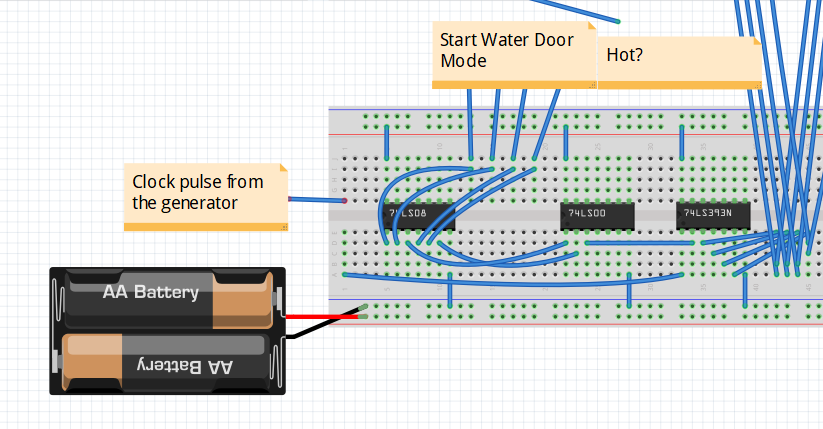 Start Water Door
Mode
Hot?
Clock pulse from
the generator
74LS08
74LS00
74LS393N
AA Battery
AA Battery